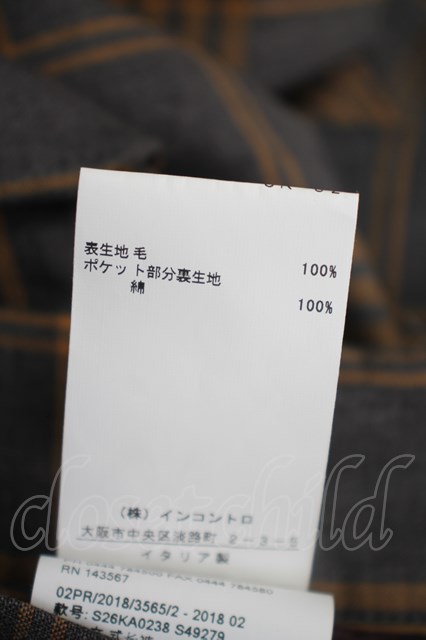 表生地 毛 100%
ポケット部分裏生地
綿 100%
（株）インコントロ
大阪市中央区淡路町 2-3-5
イタリア製
closetchild
RN 143567
02PR/2018/3565/2 - 2018 02
款号: S26KA0238 S49279